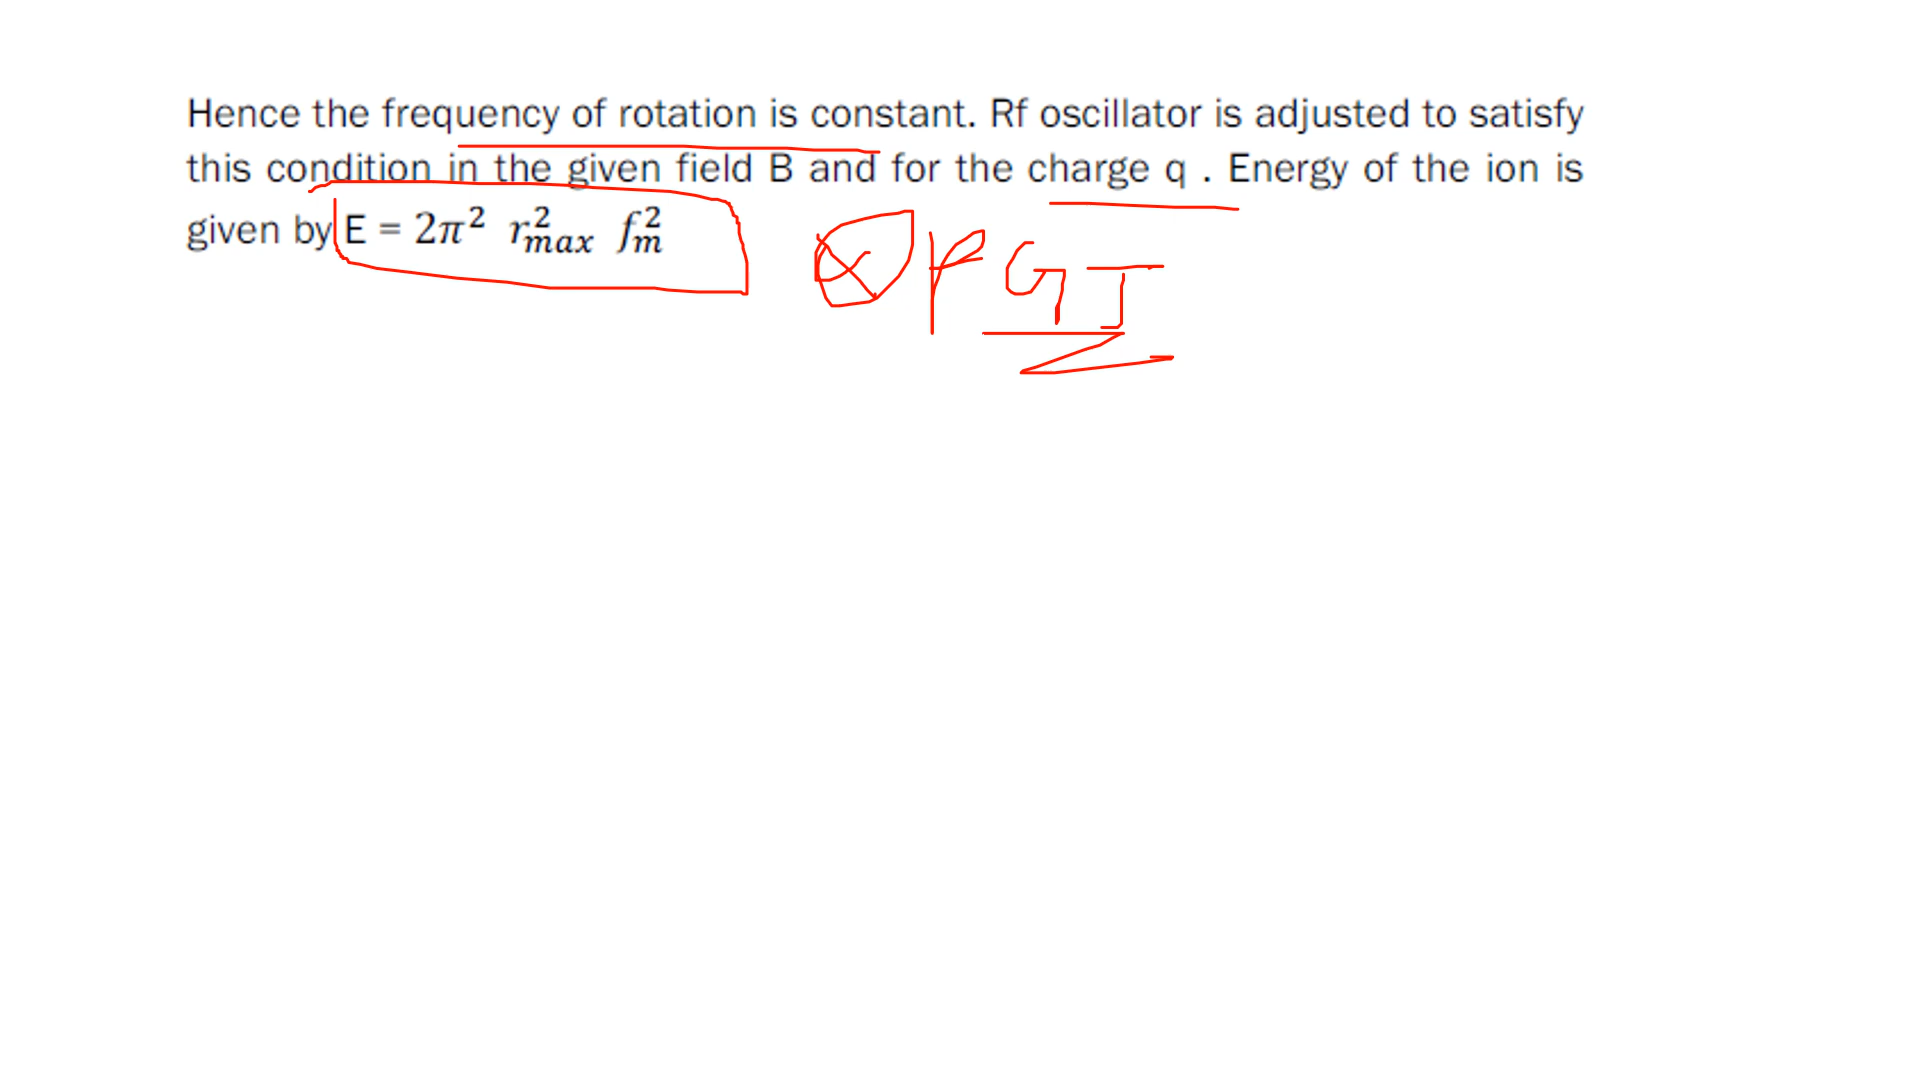 Hence the frequency of rotation is constant. Rf oscillator is adjusted to satisfy
this condition in the given field B and for the charge q . Energy of the ion is
given by E = 2π² r²max f²m
PGT